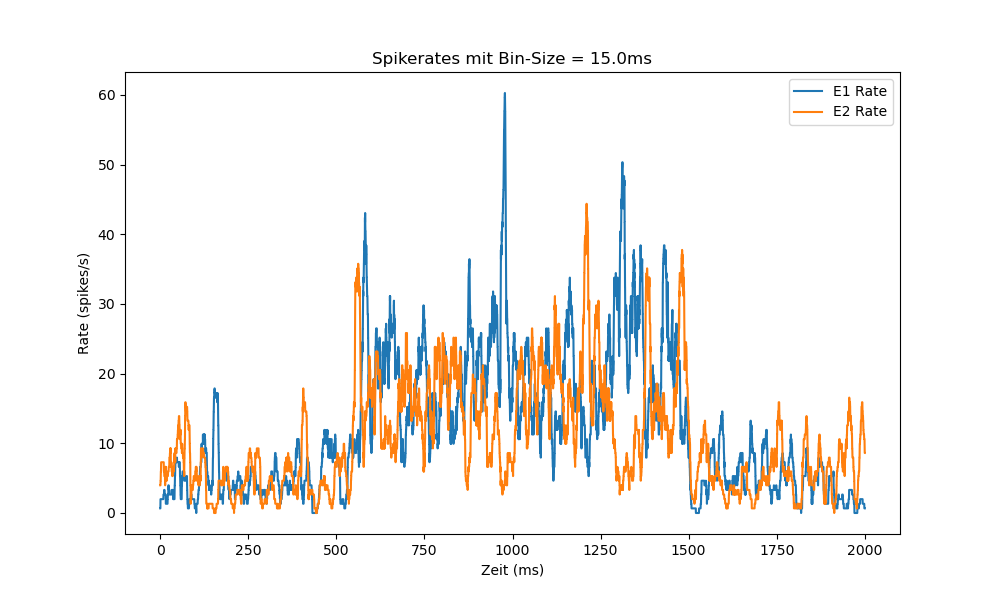 Spikerates mit Bin-Size = 15.0ms
E1 Rate
E2 Rate
Rate (spikes/s)
60
50
40
30
20
10
0
0 250 500 750 1000 1250 1500 1750 2000
Zeit (ms)